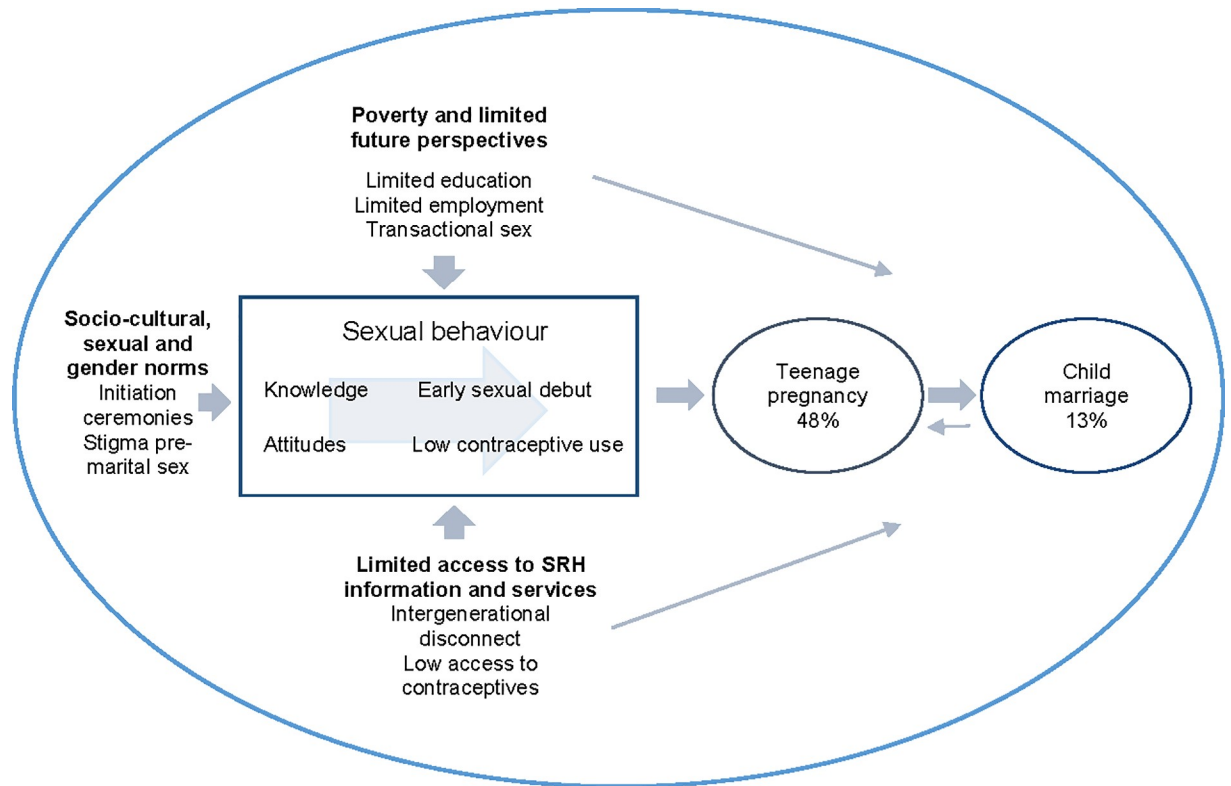 Poverty and limited
future perspectives
Limited education
Limited employment
Transactional sex
Socio-cultural,
sexual and
gender norms
Initiation
ceremonies
Stigma pre-
marital sex
Sexual behaviour
Knowledge
Early sexual debut
Attitudes
Low contraceptive use
Teenage
pregnancy
48%
Child
marriage
13%
Limited access to SRH
information and services
Intergenerational
disconnect
Low access to
contraceptives